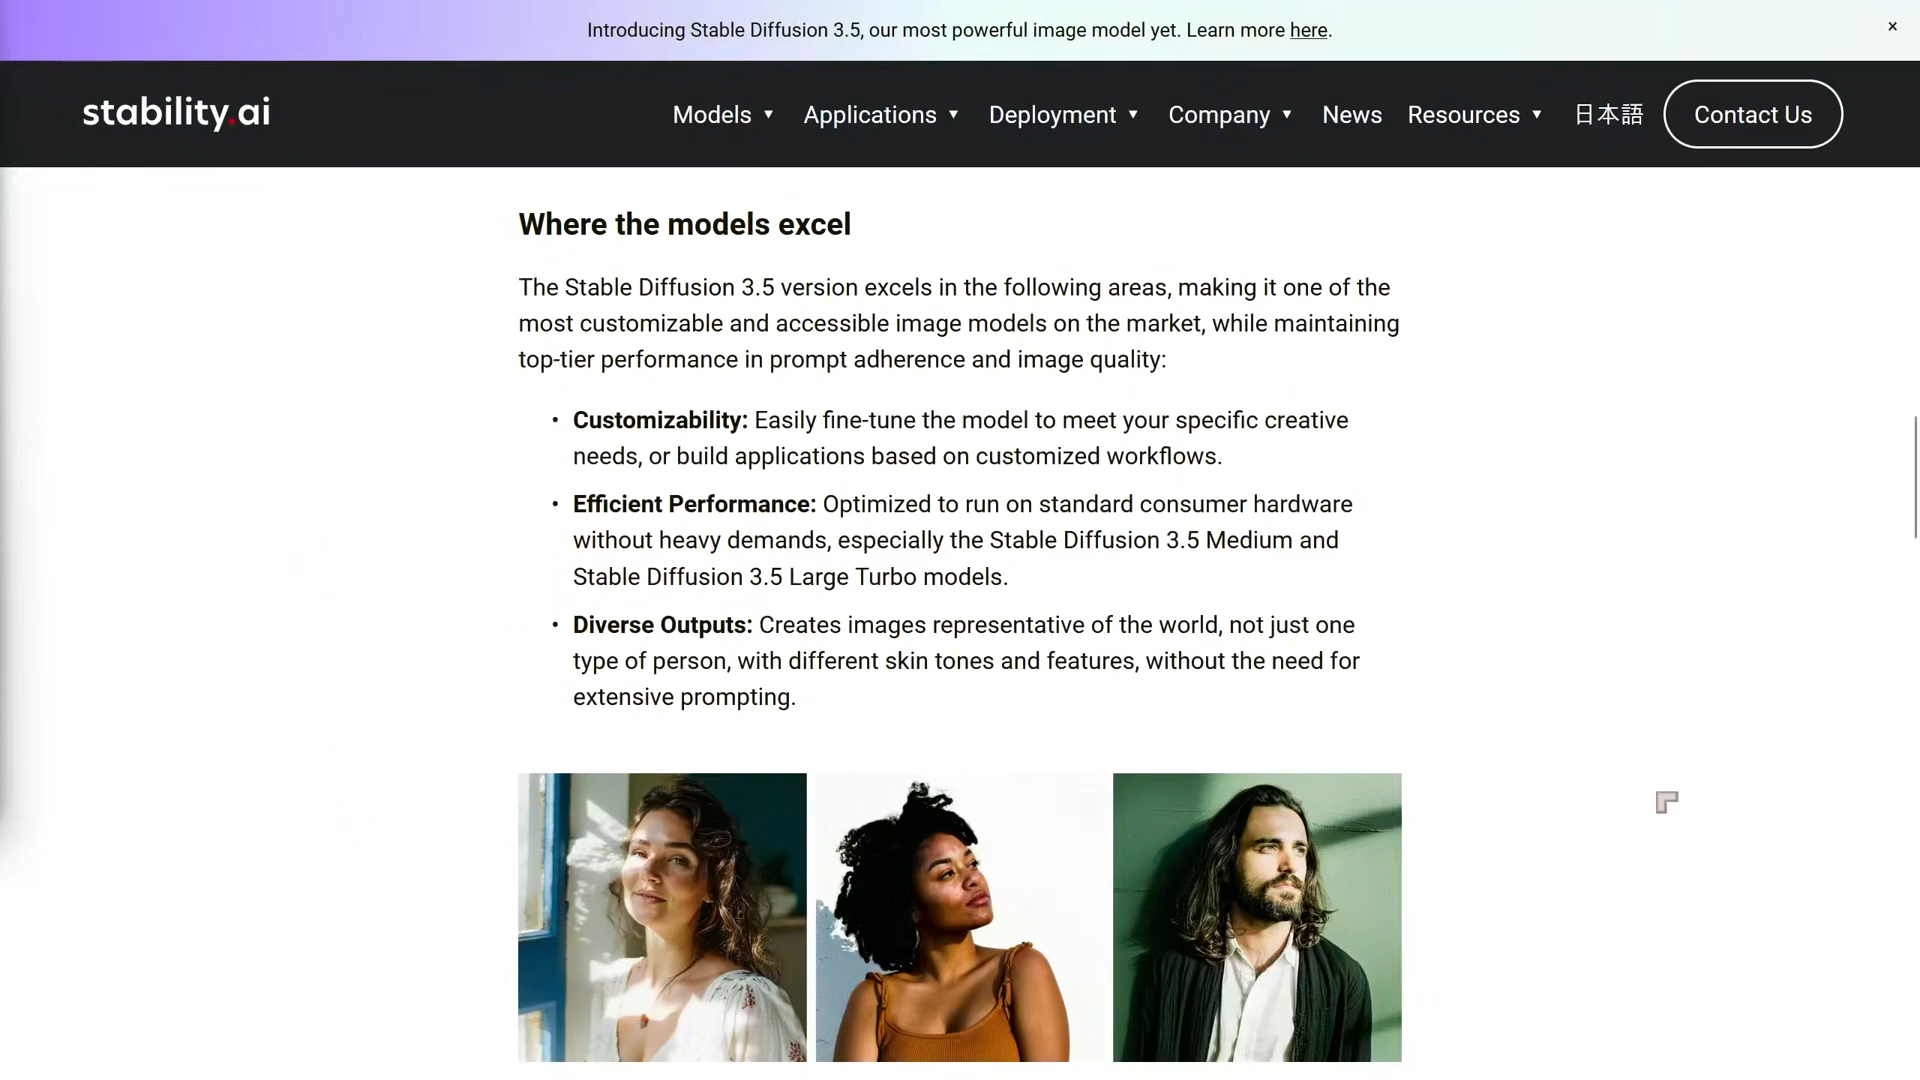 Introducing Stable Diffusion 3.5, our most powerful image model yet. Learn more here.
×
stability.ai
Models ▼ Applications ▼ Deployment ▼ Company ▼ News Resources ▼ 日本語 Contact Us
Where the models excel
The Stable Diffusion 3.5 version excels in the following areas, making it one of the
most customizable and accessible image models on the market, while maintaining
top-tier performance in prompt adherence and image quality:
• Customizability: Easily fine-tune the model to meet your specific creative
needs, or build applications based on customized workflows.
• Efficient Performance: Optimized to run on standard consumer hardware
without heavy demands, especially the Stable Diffusion 3.5 Medium and
Stable Diffusion 3.5 Large Turbo models.
• Diverse Outputs: Creates images representative of the world, not just one
type of person, with different skin tones and features, without the need for
extensive prompting.